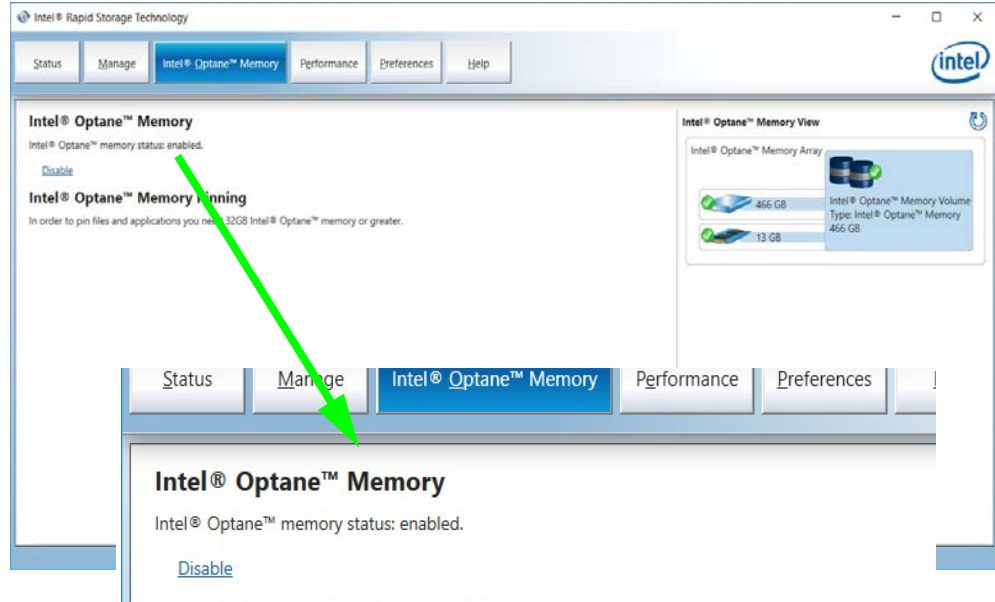 Intel® Rapid Storage Technology
Status Manage Intel® Optane™ Memory Performance Preferences Help
intel
Intel® Optane™ Memory
Intel® Optane™ memory status: enabled.
Disable
Intel® Optane™ Memory Pinning
In order to pin files and applications you need 32GB Intel® Optane™ memory or greater.
Intel® Optane™ Memory View
Intel® Optane™ Memory Array
466 GB
13 GB
Intel® Optane™ Memory Volume
Type: Intel® Optane™ Memory
466 GB
Status Manage Intel® Optane™ Memory Performance Preferences
Intel® Optane™ Memory
Intel® Optane™ memory status: enabled.
Disable